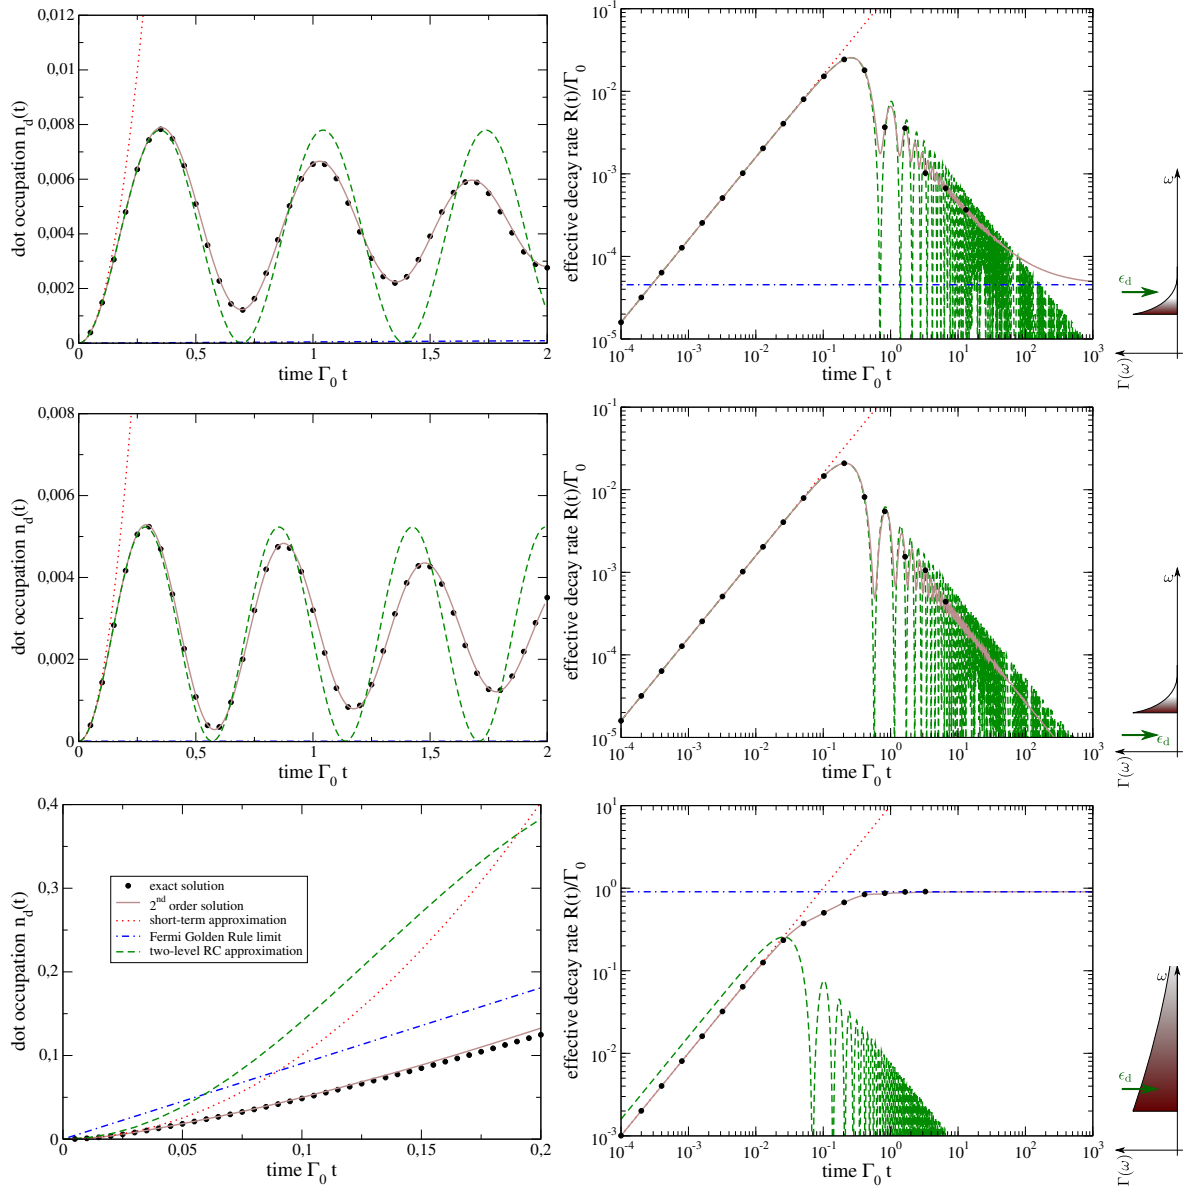 0,012
0,01
0,008
0,006
0,004
0,002
0
dot occupation n_d(t)
0 0,5 1 1,5 2
time Γ_0 t
10^-1
10^-2
10^-3
10^-4
10^-5
effective decay rate R(t)/Γ_0
10^-4 10^-3 10^-2 10^-1 10^0 10^1 10^2 10^3
time Γ_0 t
ω
ϵ_d
Γ(ω)
0,008
0,006
0,004
0,002
0
dot occupation n_d(t)
0 0,5 1 1,5 2
time Γ_0 t
10^-1
10^-2
10^-3
10^-4
10^-5
effective decay rate R(t)/Γ_0
10^-4 10^-3 10^-2 10^-1 10^0 10^1 10^2 10^3
time Γ_0 t
ω
ϵ_d
Γ(ω)
0,4
0,3
0,2
0,1
0
dot occupation n_d(t)
exact solution
2^nd order solution
short-term approximation
Fermi Golden Rule limit
two-level RC approximation
0 0,05 0,1 0,15 0,2
time Γ_0 t
10^1
10^0
10^-1
10^-2
10^-3
effective decay rate R(t)/Γ_0
10^-4 10^-3 10^-2 10^-1 10^0 10^1 10^2 10^3
time Γ_0 t
ω
ϵ_d
Γ(ω)